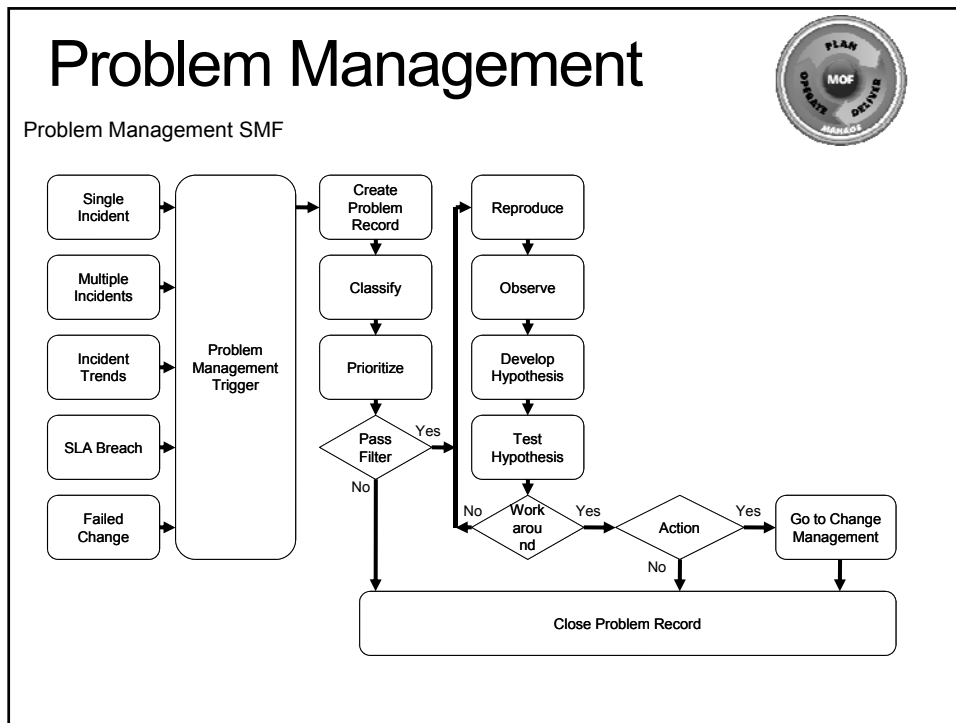 Problem Management
PLAN
DELIVER
OPERATE
MOF
MANAGE
Problem Management SMF
Single
Incident
Multiple
Incidents
Incident
Trends
SLA Breach
Failed
Change
Problem
Management
Trigger
Create
Problem
Record
Classify
Prioritize
Pass
Filter
Yes
No
Reproduce
Observe
Develop
Hypothesis
Test
Hypothesis
Work
arou
nd
No
Yes
Action
Yes
No
Go to Change
Management
Close Problem Record